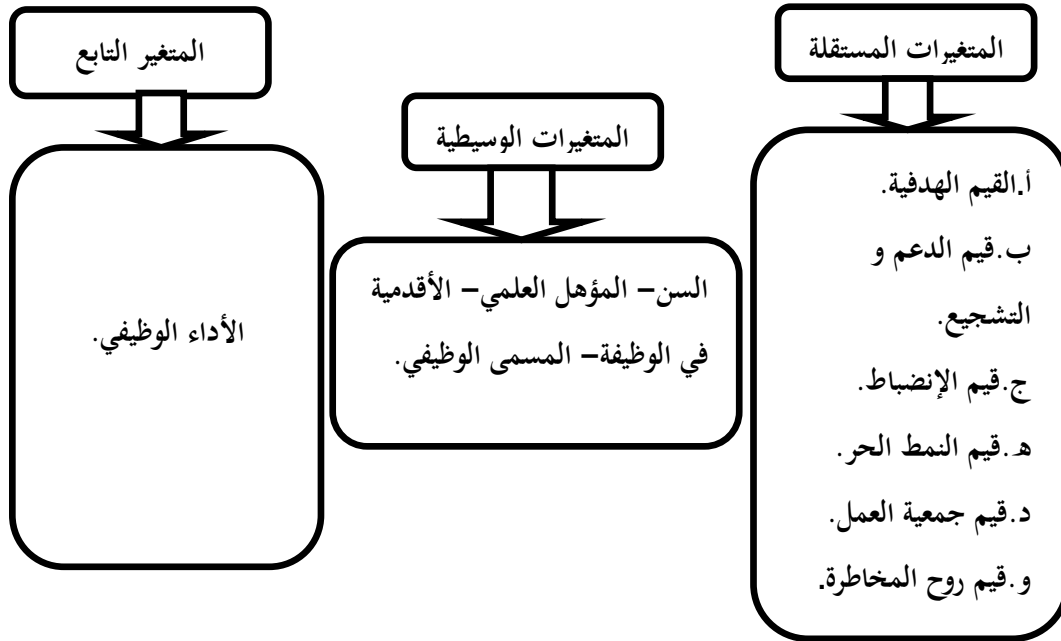 المتغيرات المستقلة
أ.القيم الهدفية.
ب.قيم الدعم و
التشجيع.
ج.قيم الإنضباط.
هـ.قيم النمط الحر.
د.قيم جمعية العمل.
و.قيم روح المخاطرة.
المتغيرات الوسيطية
السن– المؤهل العلمي– الأقدمية
في الوظيفة– المسمى الوظيفي.
المتغير التابع
الأداء الوظيفي.